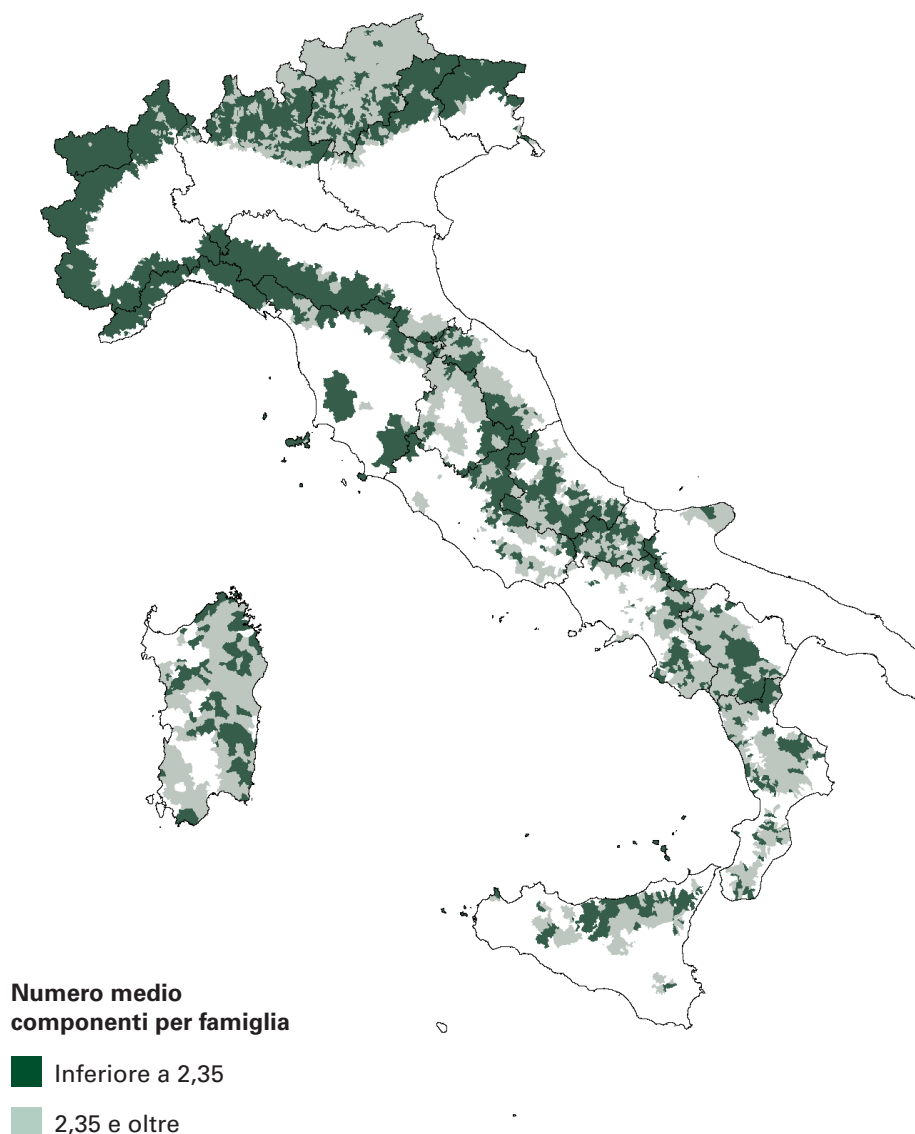 Numero medio
componenti per famiglia
Inferiore a 2,35
2,35 e oltre